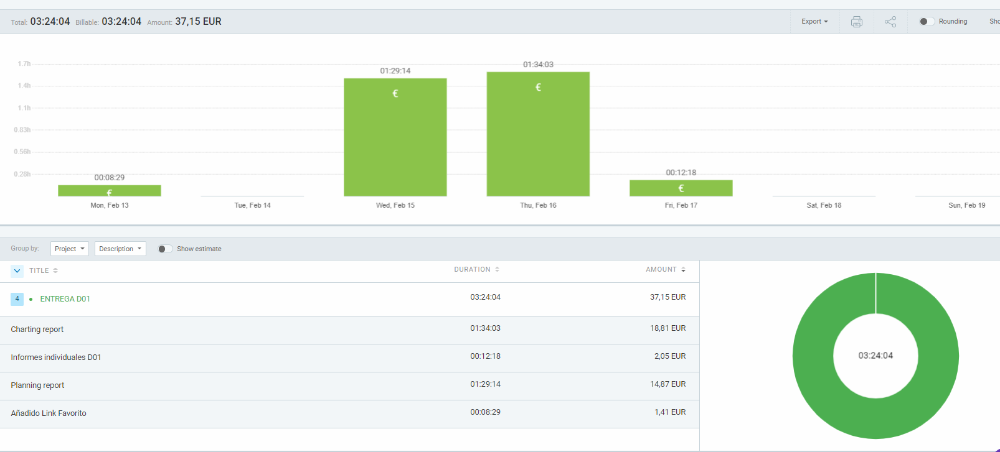 Total: 03:24:04 Billable: 03:24:04 Amount: 37,15 EUR Export Rounding Sho
1.7h
1.4h
1.1h
0.83h
0.56h
0.28h
00:08:29 01:29:14 01:34:03 00:12:18
€ € € €
Mon, Feb 13 Tue, Feb 14 Wed, Feb 15 Thu, Feb 16 Fri, Feb 17 Sat, Feb 18 Sun, Feb 19
Group by: Project Description Show estimate
TITLE DURATION AMOUNT
4 • ENTREGA D01 03:24:04 37,15 EUR
Charting report 01:34:03 18,81 EUR
Informes individuales D01 00:12:18 2,05 EUR
Planning report 01:29:14 14,87 EUR
Añadido Link Favorito 00:08:29 1,41 EUR
03:24:04